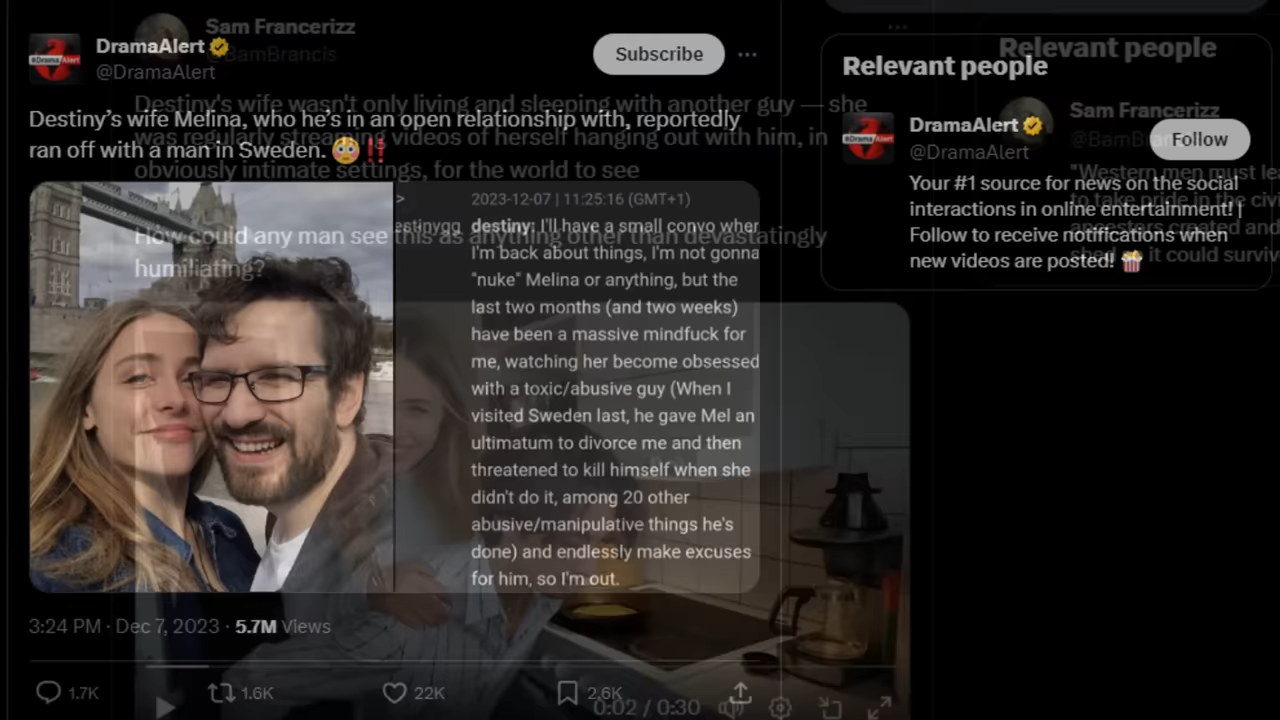 Sam Francerizz
DramaAlert
@BamBrancis
@DramaAlert
Subscribe
Relevant people
Destiny's wife wasn't only living and sleeping with another guy — she
was regularly streaming videos of herself hanging out with him, in
obviously intimate settings, for the world to see
How could any man see this as anything other than devastatingly
humiliating?
Destiny's wife Melina, who he's in an open relationship with, reportedly
ran off with a man in Sweden. 😳 ‼️
#DramaAlert
>
2023-12-07 | 11:25:16 (GMT+1)
destiny: I'll have a small convo when
I'm back about things, I'm not gonna
"nuke" Melina or anything, but the
last two months (and two weeks)
have been a massive mindfuck for
me, watching her become obsessed
with a toxic/abusive guy (When I
visited Sweden last, he gave Mel an
ultimatum to divorce me and then
threatened to kill himself when she
didn't do it, among 20 other
abusive/manipulative things he's
done) and endlessly make excuses
for him, so I'm out.
3:24 PM · Dec 7, 2023 · 5.7M Views
1.7K 1.6K 22K 2.6K
0:02 / 0:30
Relevant people
Sam Francerizz
DramaAlert
@DramaAlert
Follow
#DramaAlert
Your #1 source for news on the social
interactions in online entertainment! |
Follow to receive notifications when
new videos are posted! 🍿
"Western men must
to take pride in the